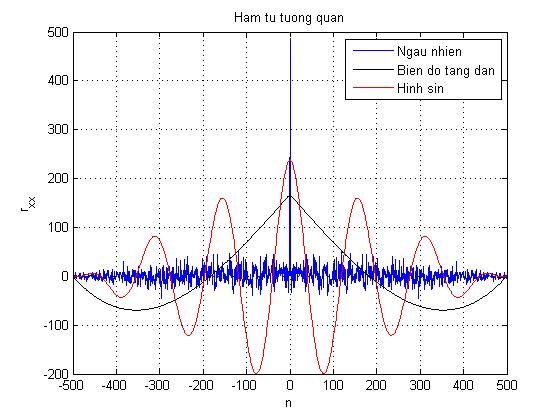 Ham tu tuong quan
500
400
300
200
100
0
-100
-200
r_xx
Ngau nhien
Bien do tang dan
Hinh sin
-500 -400 -300 -200 -100 0 100 200 300 400 500
n